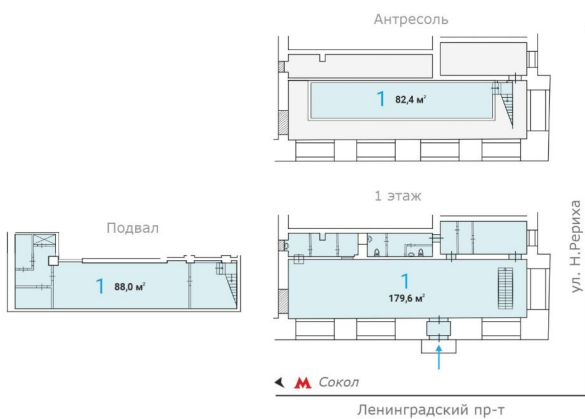 Антресоль
1 82,4 м²
1 этаж
Подвал
1 88,0 м²
1
179,6 м²
ул. Н.Рериха
М Сокол
Ленинградский пр-т